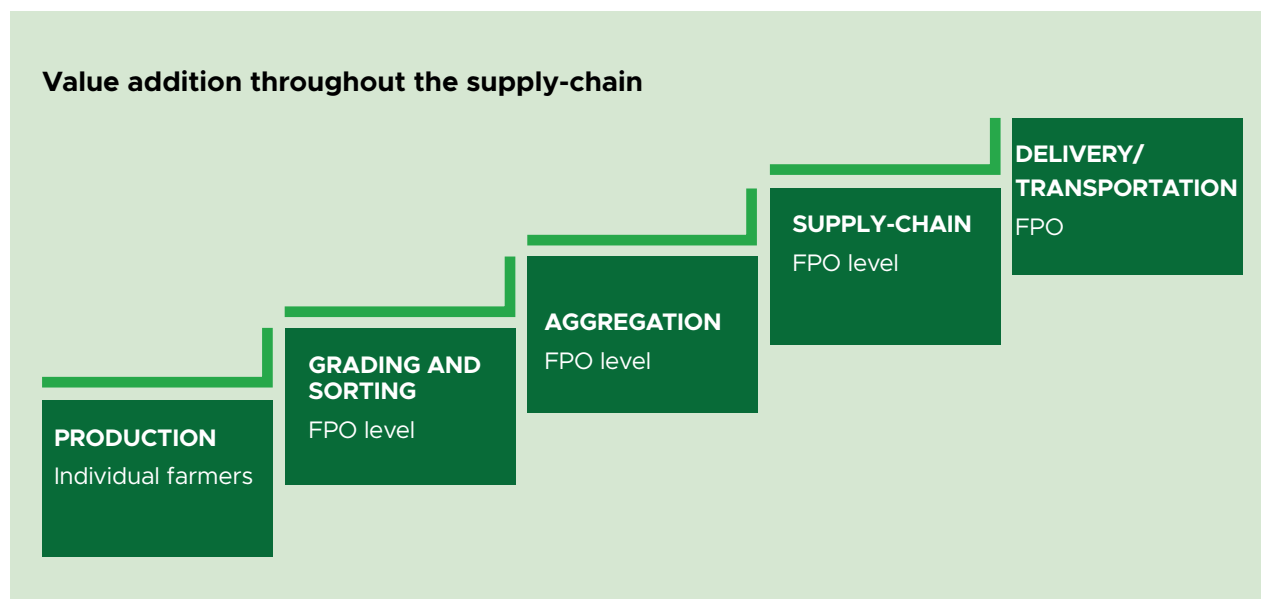 Value addition throughout the supply-chain
PRODUCTION
Individual farmers
GRADING AND
SORTING
FPO level
AGGREGATION
FPO level
SUPPLY-CHAIN
FPO level
DELIVERY/
TRANSPORTATION
FPO